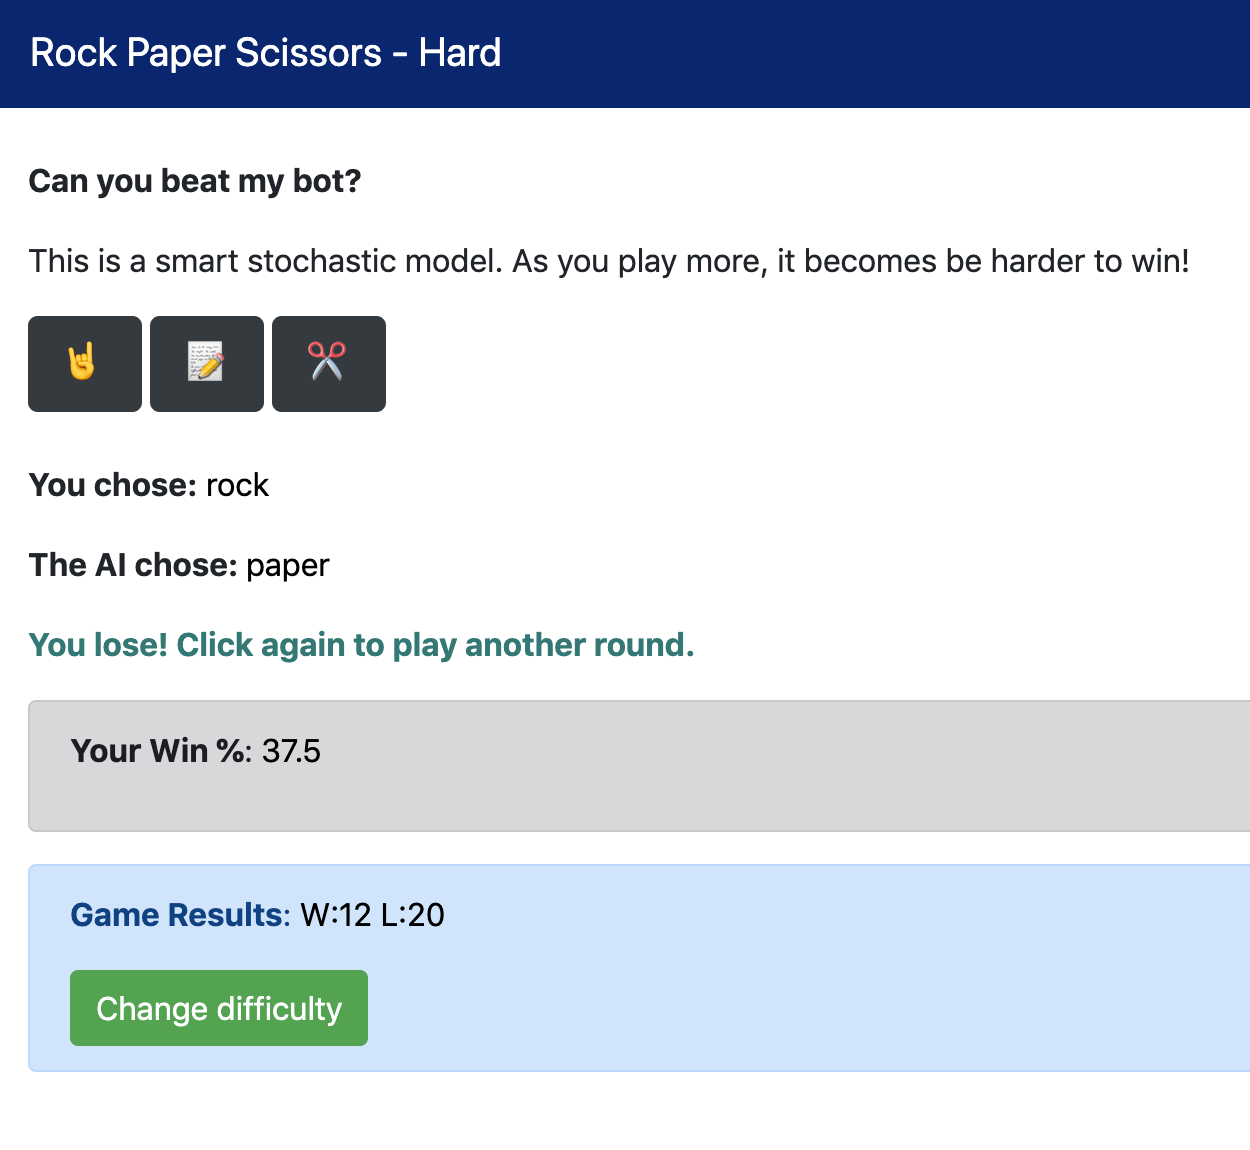 Rock Paper Scissors - Hard
Can you beat my bot?
This is a smart stochastic model. As you play more, it becomes be harder to win!
You chose: rock
The AI chose: paper
You lose! Click again to play another round.
Your Win %: 37.5
Game Results: W:12 L:20
Change difficulty